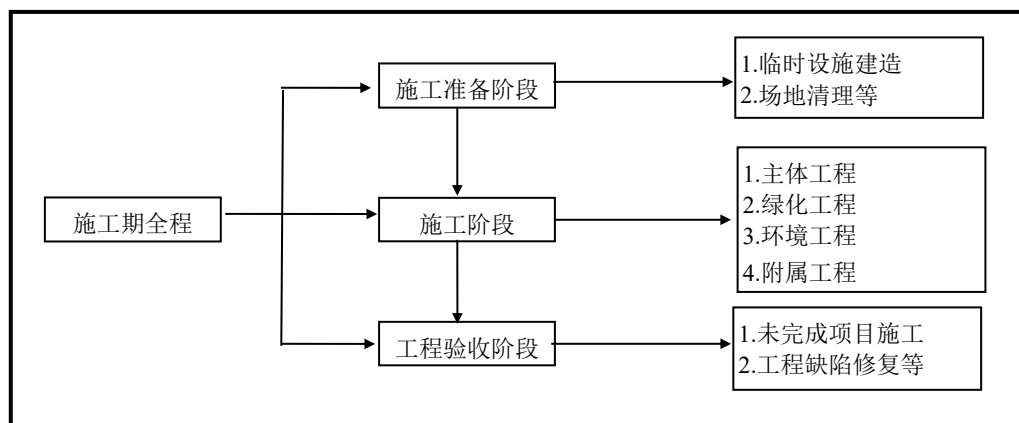 施工准备阶段
1.临时设施建造
2.场地清理等
施工期全程
施工阶段
1.主体工程
2.绿化工程
3.环境工程
4.附属工程
工程验收阶段
1.未完成项目施工
2.工程缺陷修复等